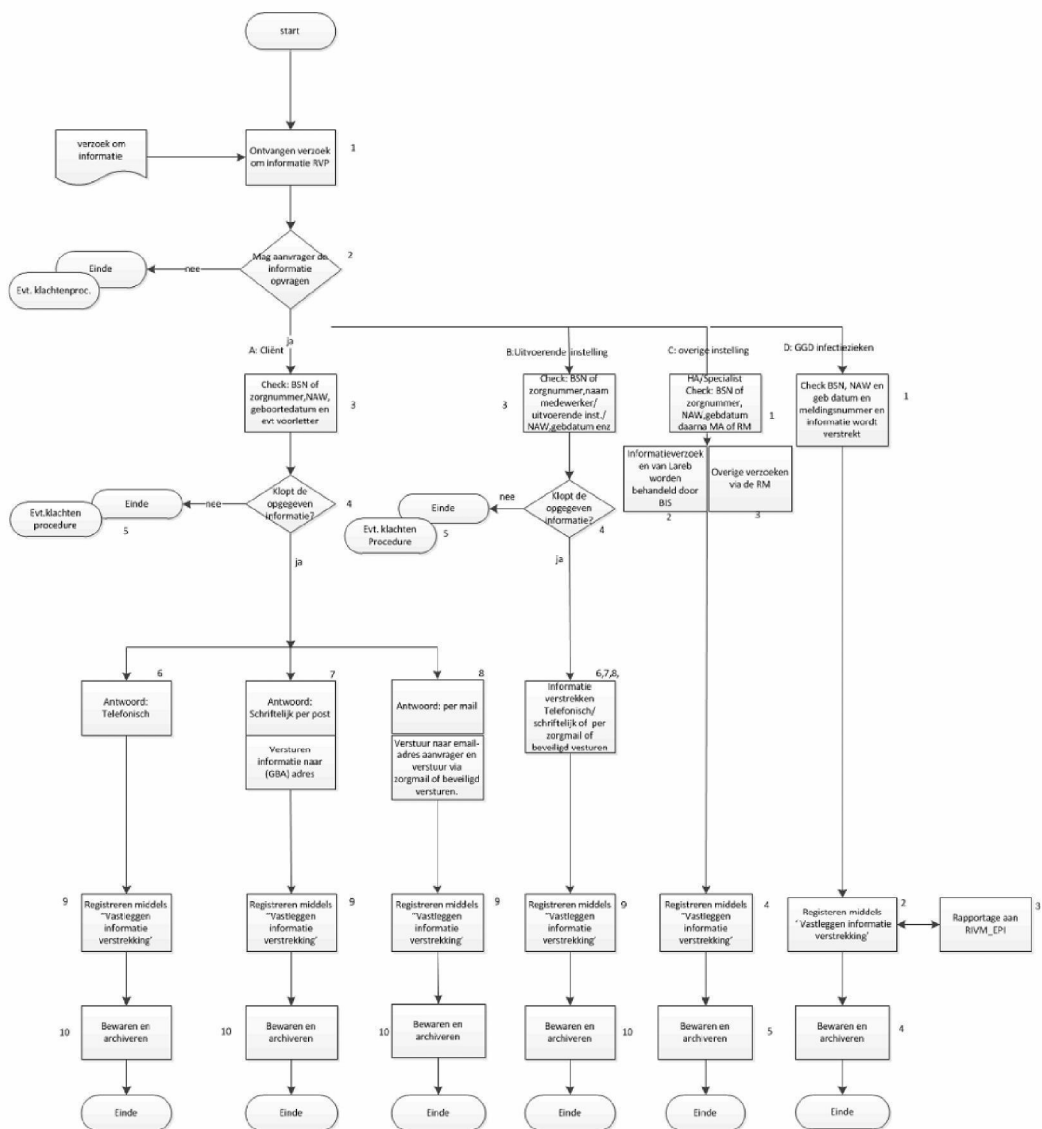 start
verzoek om
informatie
Ontvangen verzoek
om informatie RVP
1
Mag aanvrager de
informatie
opvragen
2
nee
Einde
Evt. klachtenproc.
ja
A: Cliënt
B:Uitvoerende instelling
C: overige instelling
D: GGD infectiezieken
Check: BSN of
zorgnummer,NAW,
geboortedatum en
evt voorletter
3
3
Check: BSN of
zorgnummer,naam
medewerker/
uitvoerende inst./
NAW,gebdatum enz
HA/Specialist
Check: BSN of
zorgnummer,
NAW,gebdatum
daarna MA of RM
1
Check BSN, NAW en
geb datum en
meldingsnummer en
informatie wordt
verstrekt
1
Informatieverzoek
en van Lareb
worden
behandeld door
BIS
2
Overige verzoeken
via de RM
3
Klopt de
opgegeven
informatie?
4
nee
Einde
Evt.klachten
procedure
5
ja
Klopt de
opgegeven
informatie?
4
nee
Einde
Evt. klachten
Procedure
5
ja
6
Antwoord:
Telefonisch
7
Antwoord:
Schriftelijk per post
Versturen
informatie naar
(GBA) adres
8
Antwoord: per mail
Verstuur naar email-
adres aanvrager en
verstuur via
zorgmail of beveiligd
versturen.
6,7,8,
Informatie
verstrekken
Telefonisch/
schriftelijk of per
zorgmail of
beveiligd vesturen
9
Registreren middels
"Vastleggen
informatie
verstrekking'
9
Registreren middels
"Vastleggen
informatie
verstrekking'
9
Registreren middels
"Vastleggen
informatie
verstrekking'
9
Registreren middels
"Vastleggen
informatie
verstrekking'
4
Registreren middels
"Vastleggen
informatie
verstrekking'
2
Registreren middels
"Vastleggen informatie
verstrekking'
3
Rapportage aan
RIVM_EPI
10
Bewaren en
archiveren
10
Bewaren en
archiveren
10
Bewaren en
archiveren
10
Bewaren en
archiveren
5
Bewaren en
archiveren
4
Bewaren en
archiveren
Einde
Einde
Einde
Einde
Einde
Einde